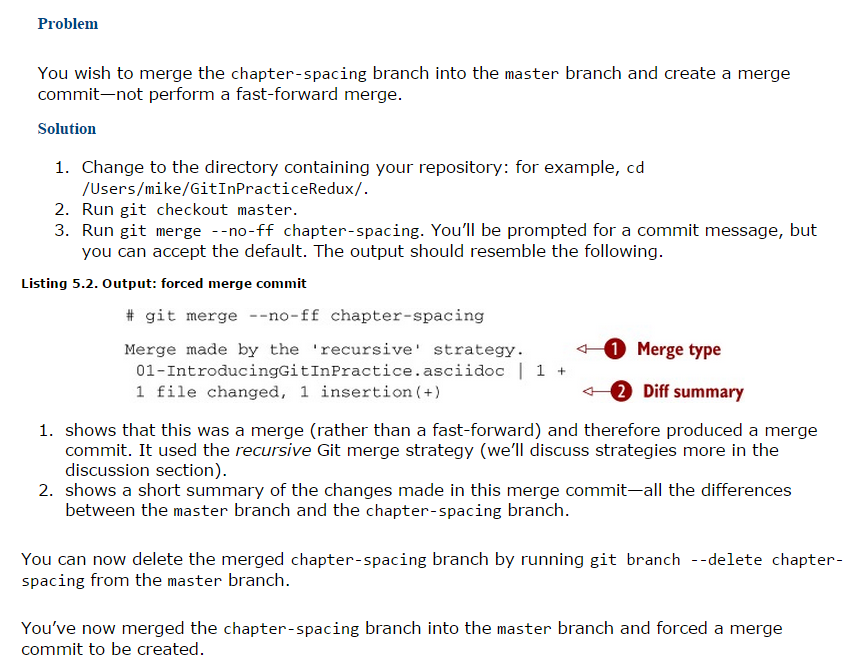 Problem
You wish to merge the chapter-spacing branch into the master branch and create a merge
commit—not perform a fast-forward merge.
Solution
1. Change to the directory containing your repository: for example, cd
/Users/mike/GitInPracticeRedux/.
2. Run git checkout master.
3. Run git merge --no-ff chapter-spacing. You’ll be prompted for a commit message, but
you can accept the default. The output should resemble the following.
Listing 5.2. Output: forced merge commit
# git merge --no-ff chapter-spacing
Merge made by the 'recursive' strategy. 1 Merge type
01-IntroducingGitInPractice.asciidoc | 1 +
1 file changed, 1 insertion(+) 2 Diff summary
1. shows that this was a merge (rather than a fast-forward) and therefore produced a merge
commit. It used the recursive Git merge strategy (we’ll discuss strategies more in the
discussion section).
2. shows a short summary of the changes made in this merge commit—all the differences
between the master branch and the chapter-spacing branch.
You can now delete the merged chapter-spacing branch by running git branch --delete chapter-
spacing from the master branch.
You’ve now merged the chapter-spacing branch into the master branch and forced a merge
commit to be created.